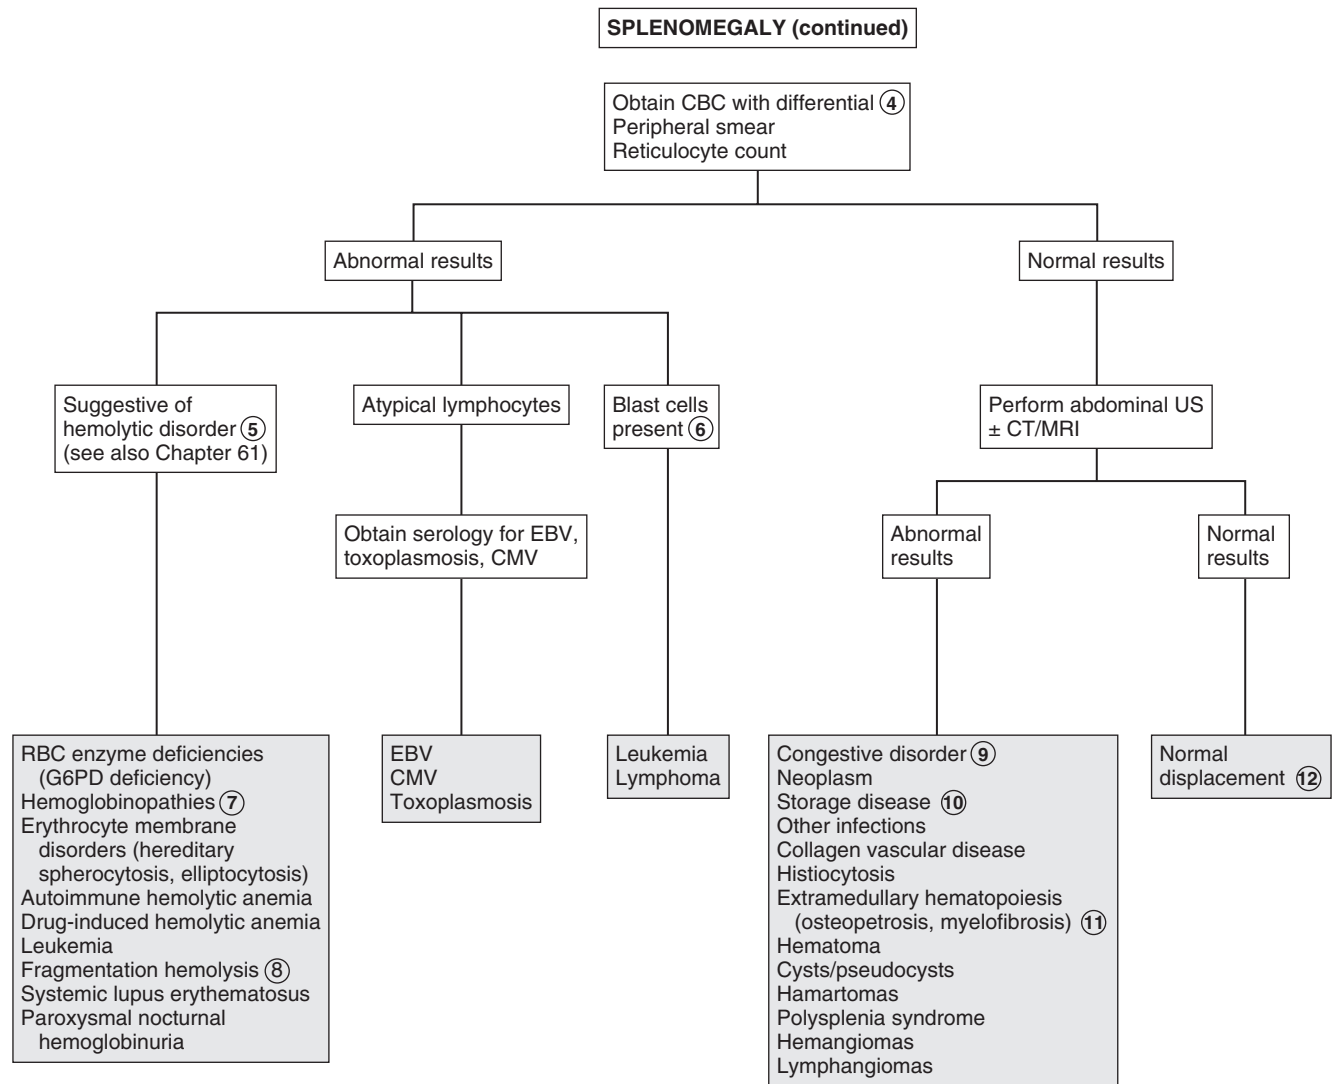 SPLENOMEGALY (continued)
Obtain CBC with differential 4
Peripheral smear
Reticulocyte count
Abnormal results
Normal results
Suggestive of
hemolytic disorder 5
(see also Chapter 61)
Atypical lymphocytes
Blast cells
present 6
Perform abdominal US
± CT/MRI
Obtain serology for EBV,
toxoplasmosis, CMV
Abnormal
results
Normal
results
RBC enzyme deficiencies
(G6PD deficiency)
Hemoglobinopathies 7
Erythrocyte membrane
disorders (hereditary
spherocytosis, elliptocytosis)
Autoimmune hemolytic anemia
Drug-induced hemolytic anemia
Leukemia
Fragmentation hemolysis 8
Systemic lupus erythematosus
Paroxysmal nocturnal
hemoglobinuria
EBV
CMV
Toxoplasmosis
Leukemia
Lymphoma
Congestive disorder 9
Neoplasm
Storage disease 10
Other infections
Collagen vascular disease
Histiocytosis
Extramedullary hematopoiesis
(osteopetrosis, myelofibrosis) 11
Hematoma
Cysts/pseudocysts
Hamartomas
Polysplenia syndrome
Hemangiomas
Lymphangiomas
Normal
displacement 12